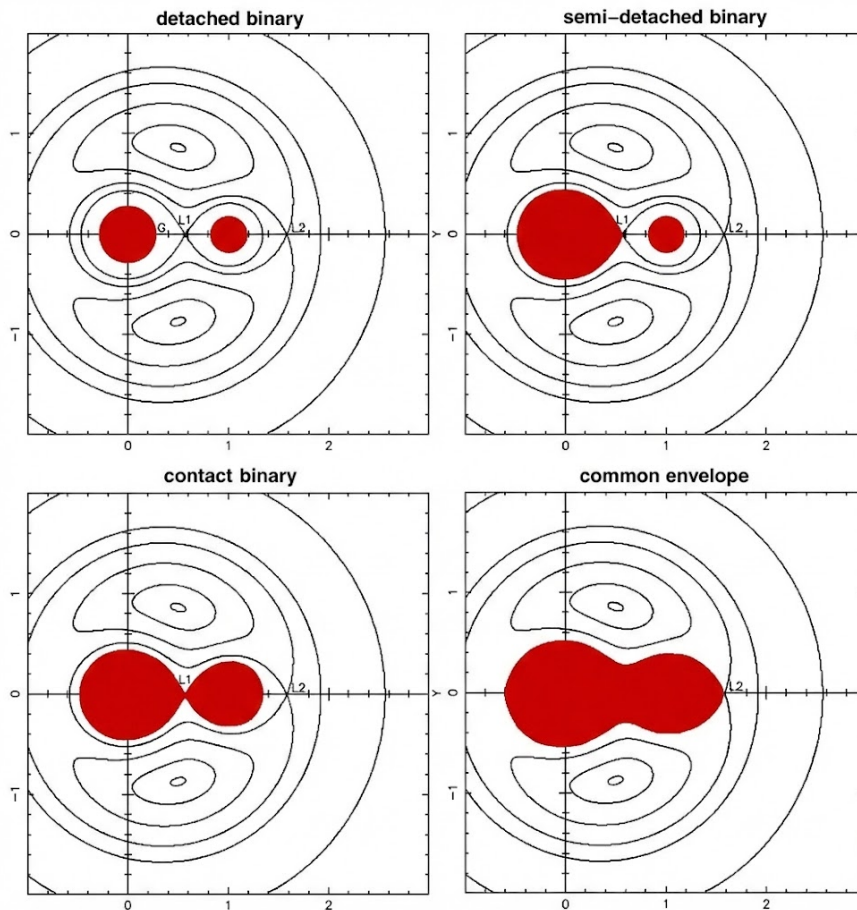 detached binary
semi-detached binary
1
0
-1
G
L1
L2
0
1
2
Y
1
0
-1
L1
L2
0
1
2
contact binary
common envelope
1
0
-1
L1
L2
0
1
2
Y
1
0
-1
L2
0
1
2